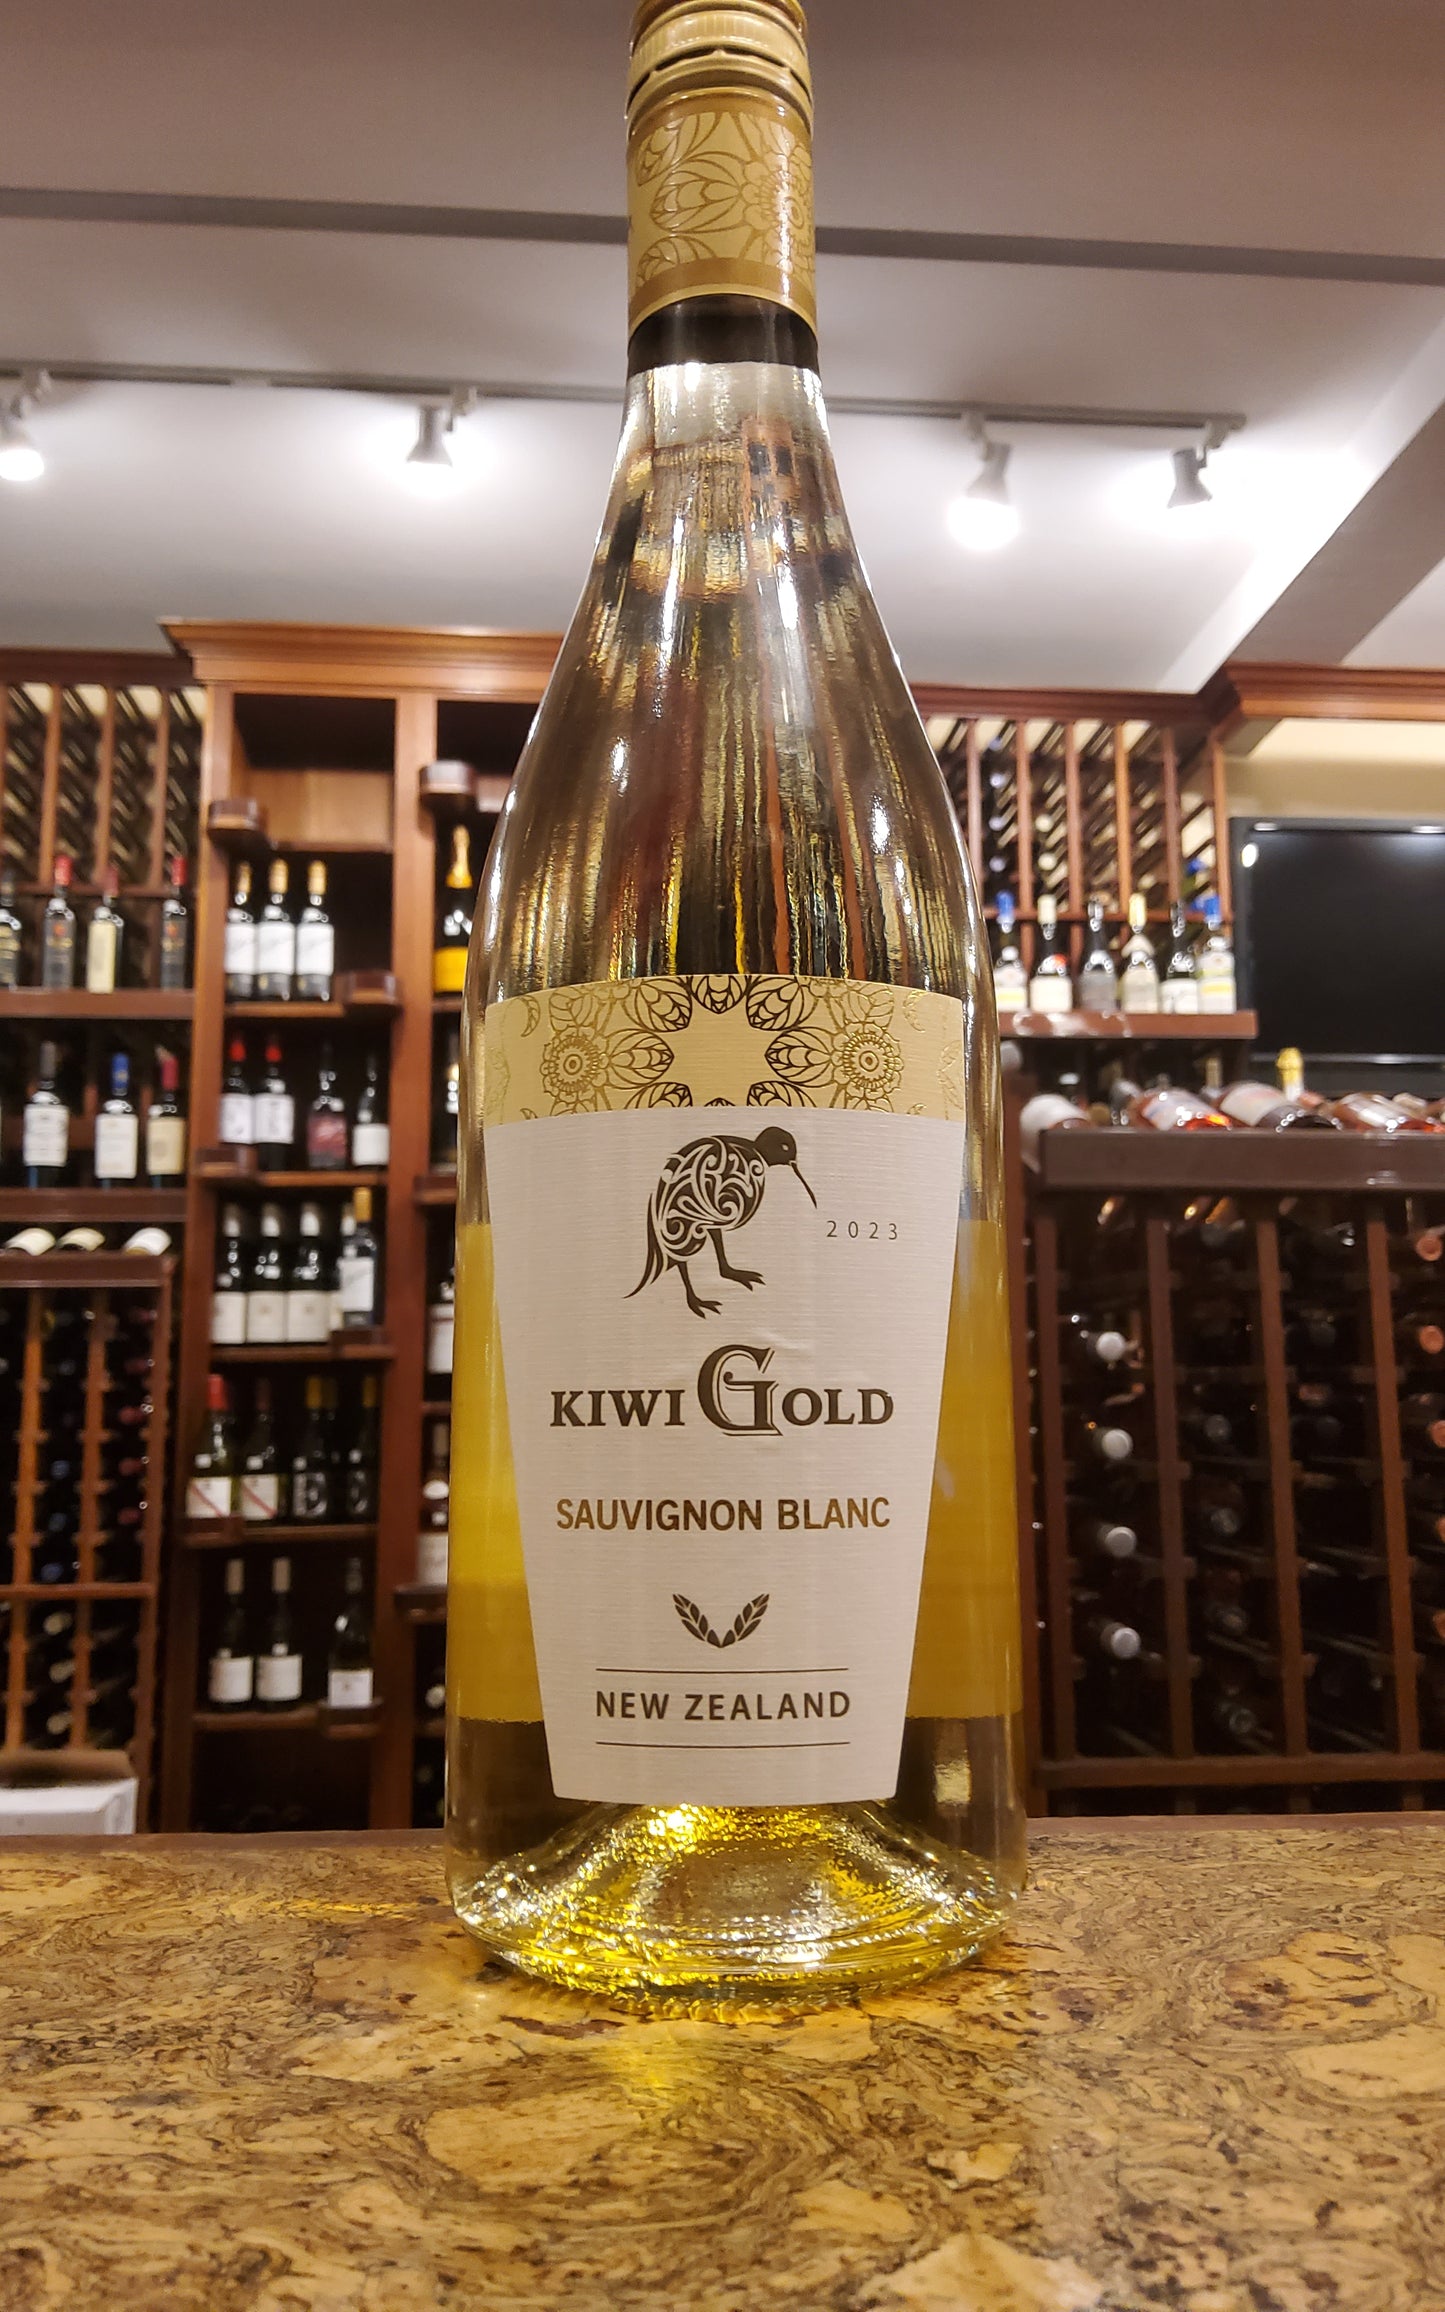 2023
KIWI GOLD
SAUVIGNON BLANC
NEW ZEALAND